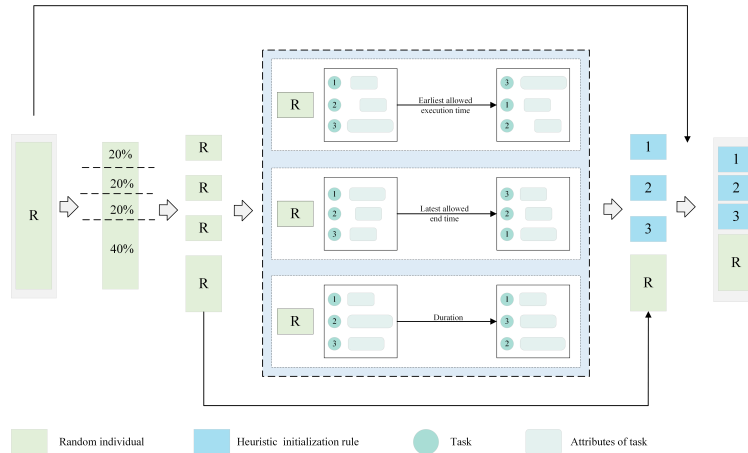 R
20%
20%
20%
40%
R
R
R
R
R
1
2
3
Earliest allowed
execution time
3
1
2
R
1
2
3
Latest allowed
end time
3
2
1
R
1
2
3
Duration
1
3
2
1
2
3
R
1
2
3
R
Random individual
Heuristic initialization rule
Task
Attributes of task